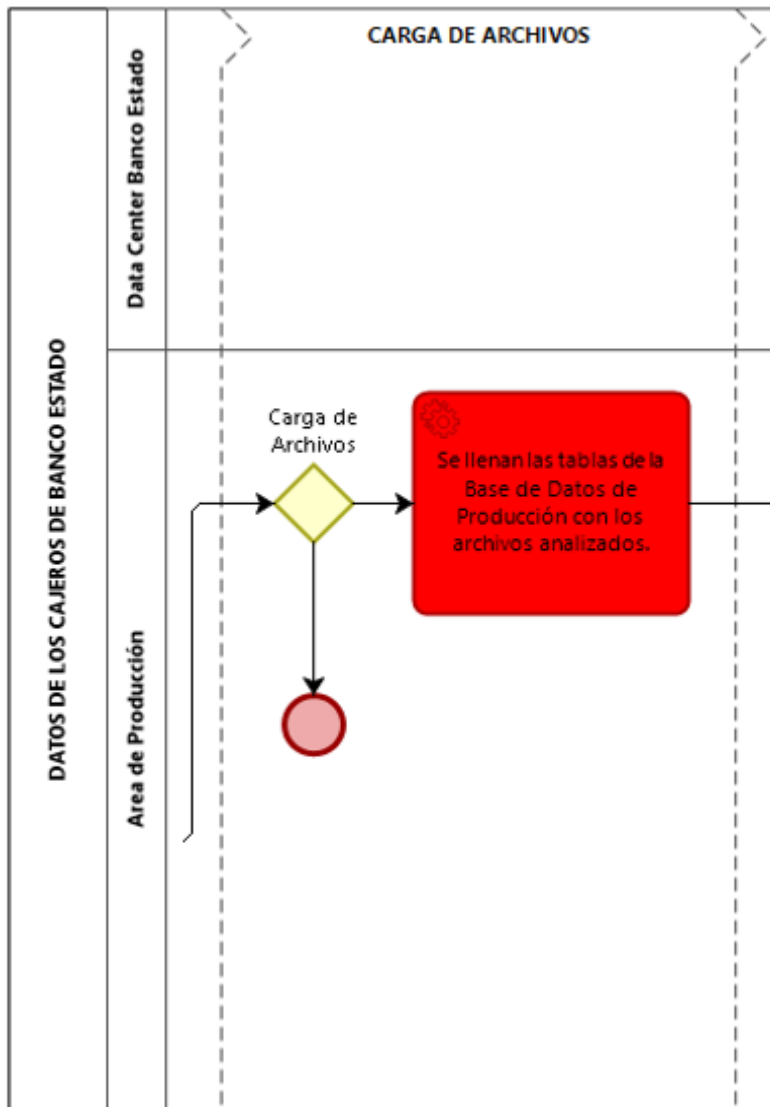 CARGA DE ARCHIVOS
Data Center Banco Estado
DATOS DE LOS CAJEROS DE BANCO ESTADO
Area de Producción
Carga de
Archivos
Se llenan las tablas de la
Base de Datos de
Producción con los
archivos analizados.